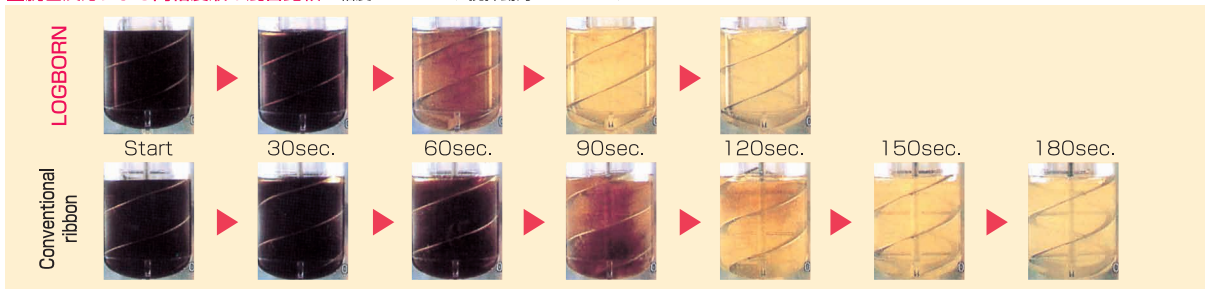 LOGBORN
Start
30sec.
60sec.
90sec.
120sec.
150sec.
180sec.
Conventional
ribbon